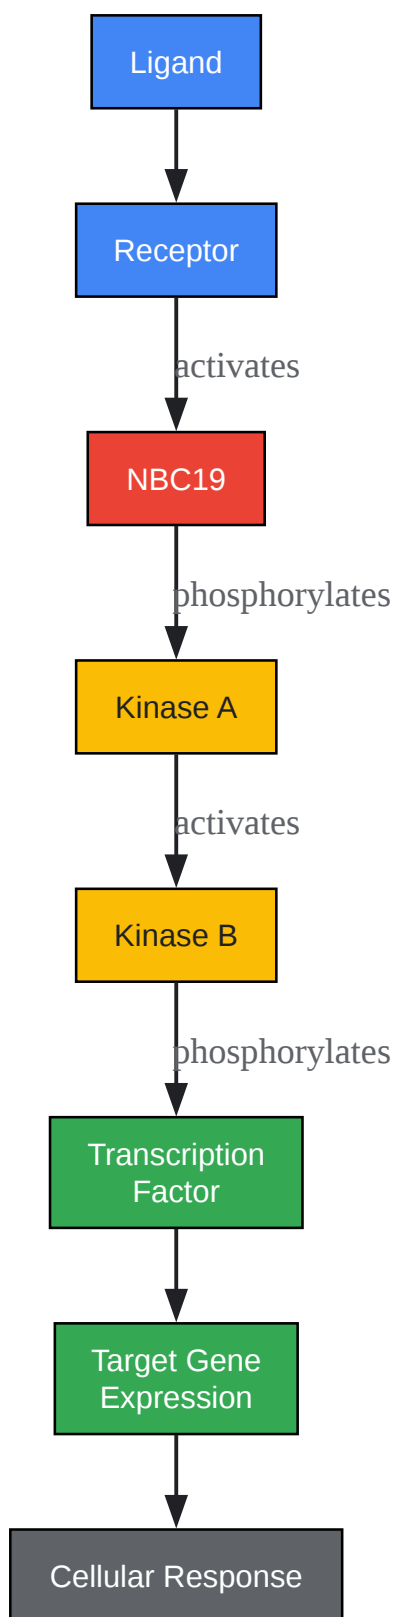 Ligand
Receptor
activates
NBC19
phosphorylates
Kinase A
activates
Kinase B
phosphorylates
Transcription
Factor
Target Gene
Expression
Cellular Response